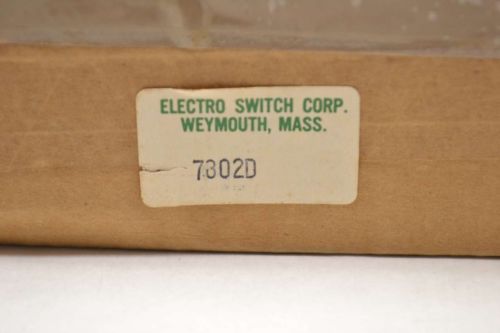 ELECTRO SWITCH CORP.
WEYMOUTH, MASS.
7302D